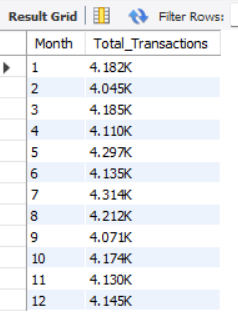 Result Grid Filter Rows:
Month Total_Transactions
1 4.182K
2 4.045K
3 4.185K
4 4.110K
5 4.297K
6 4.135K
7 4.314K
8 4.212K
9 4.071K
10 4.174K
11 4.130K
12 4.145K